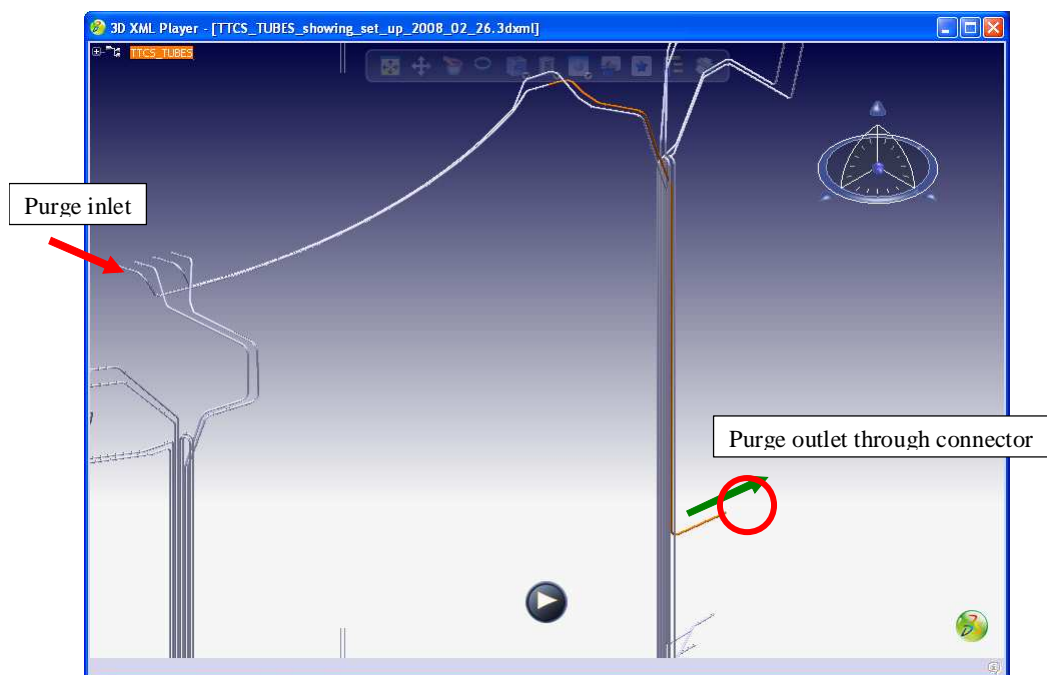 3D XML Player - [TTCS_TUBES_showing_set_up_2008_02_26.3dxml]
TTCS_TUBES
Purge inlet
Purge outlet through connector